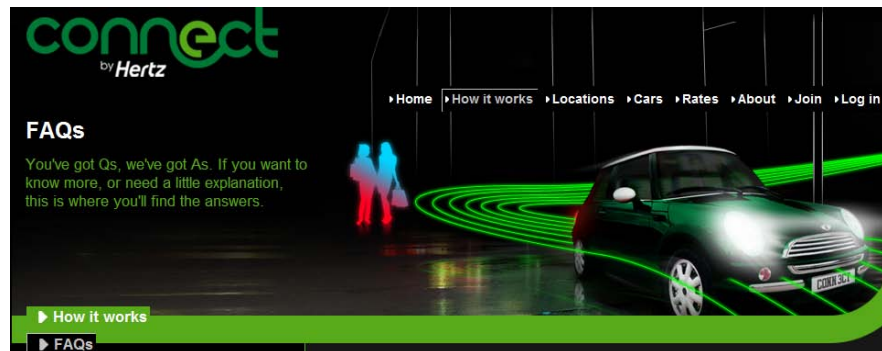 connect
by Hertz
Home How it works Locations Cars Rates About Join Log in
FAQs
You've got Qs, we've got As. If you want to
know more, or need a little explanation,
this is where you'll find the answers.
CONN3CT
How it works
FAQs